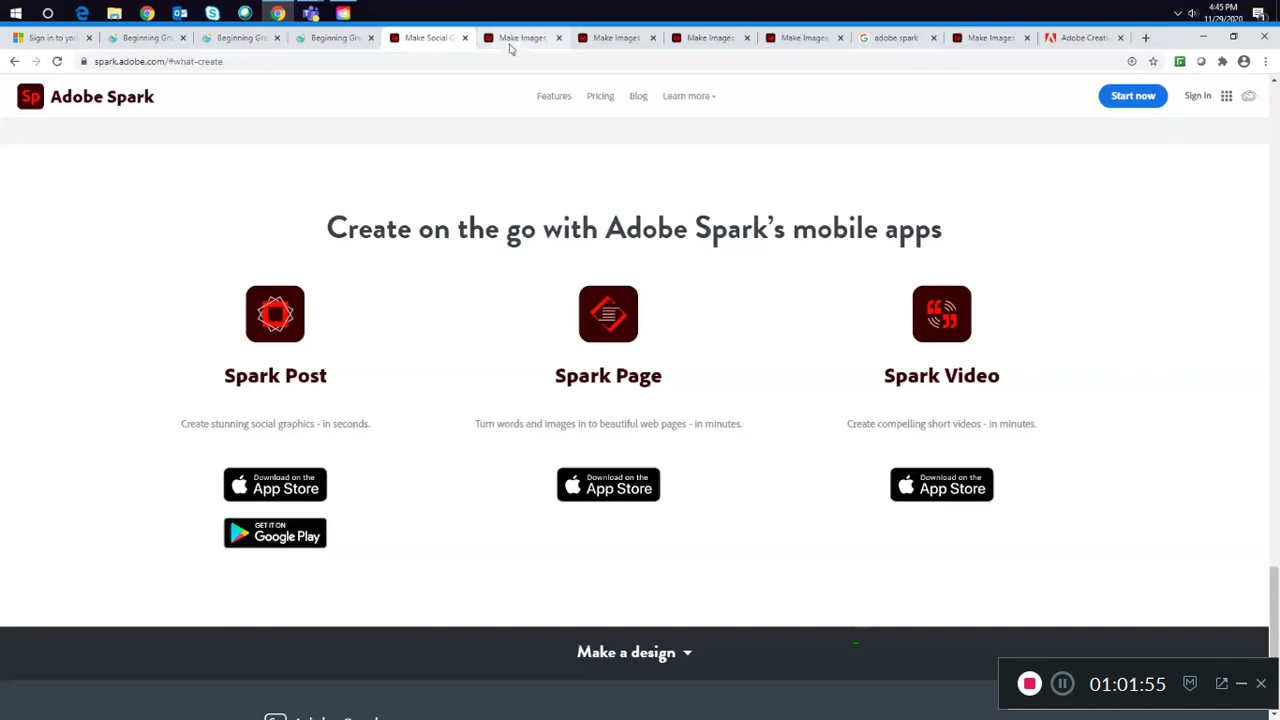 4:45 PM
11/29/2020
Sign in to you
Beginning Gr
Beginning Gr
Beginning Gr
Make Social G
Make Images
Make Images
Make Images
Make Images
adobe spark -
Make Images
Adobe Creati
spark.adobe.com/#what-create
Sp Adobe Spark
Features
Pricing
Blog
Learn more
Start now
Sign In
Create on the go with Adobe Spark's mobile apps
Spark Post
Spark Page
Spark Video
Create stunning social graphics - in seconds.
Turn words and images in to beautiful web pages - in minutes.
Create compelling short videos - in minutes.
Download on the
App Store
Download on the
App Store
Download on the
App Store
GET IT ON
Google Play
Make a design
01:01:55